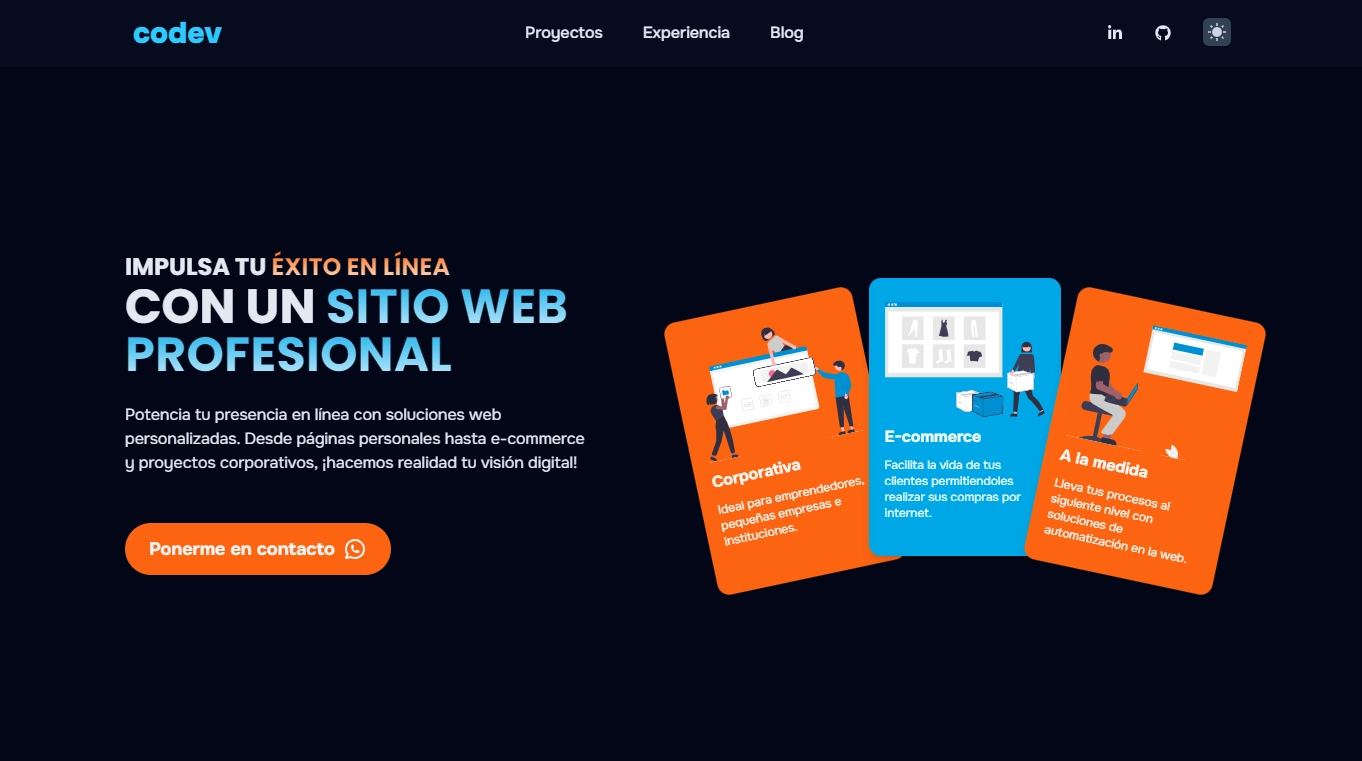 codev
Proyectos
Experiencia
Blog
in
IMPULSA TU ÉXITO EN LÍNEA
CON UN SITIO WEB
PROFESIONAL
Potencia tu presencia en línea con soluciones web
personalizadas. Desde páginas personales hasta e-commerce
y proyectos corporativos, ¡hacemos realidad tu visión digital!
Ponerme en contacto
Corporativa
Ideal para emprendedores,
pequeñas empresas e
instituciones.
E-commerce
Facilita la vida de tus
clientes permitiendoles
realizar sus compras por
internet.
A la medida
Lleva tus procesos al
siguiente nivel con
soluciones de
automatización en la web.